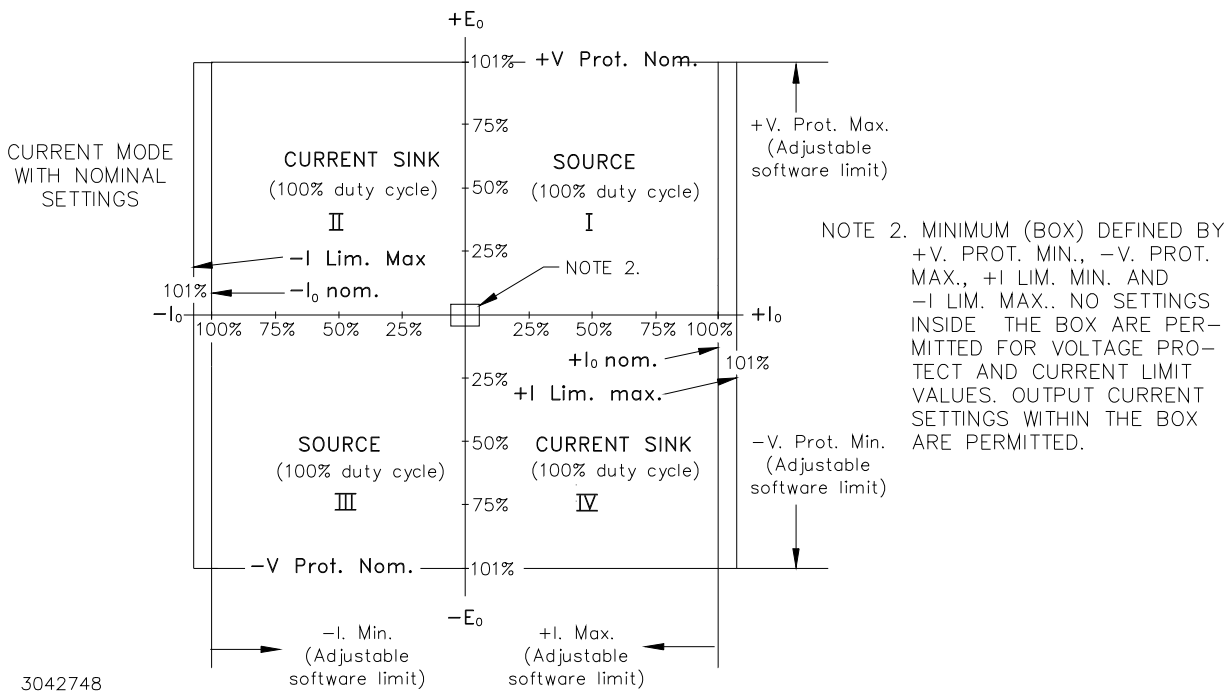 +E₀
101%
+V Prot. Nom.
75%
+V. Prot. Max.
(Adjustable
software limit)
CURRENT MODE
WITH NOMINAL
SETTINGS
CURRENT SINK
(100% duty cycle)
II
SOURCE
(100% duty cycle)
I
50%
25%
NOTE 2. MINIMUM (BOX) DEFINED BY
+V. PROT. MIN., −V. PROT.
MAX., +I LIM. MIN. AND
−I LIM. MAX.. NO SETTINGS
INSIDE THE BOX ARE PER−
MITTED FOR VOLTAGE PRO−
TECT AND CURRENT LIMIT
VALUES. OUTPUT CURRENT
SETTINGS WITHIN THE BOX
ARE PERMITTED.
−I Lim. Max
NOTE 2.
101%
−I₀ nom.
−I₀
+I₀
100%
75%
50%
25%
25%
50%
75%
100%
+I₀ nom.
101%
25%
+I Lim. max.
50%
SOURCE
(100% duty cycle)
III
CURRENT SINK
(100% duty cycle)
IV
−V. Prot. Min.
(Adjustable
software limit)
75%
−V Prot. Nom.
101%
−E₀
−I. Min.
(Adjustable
software limit)
+I. Max.
(Adjustable
software limit)
3042748